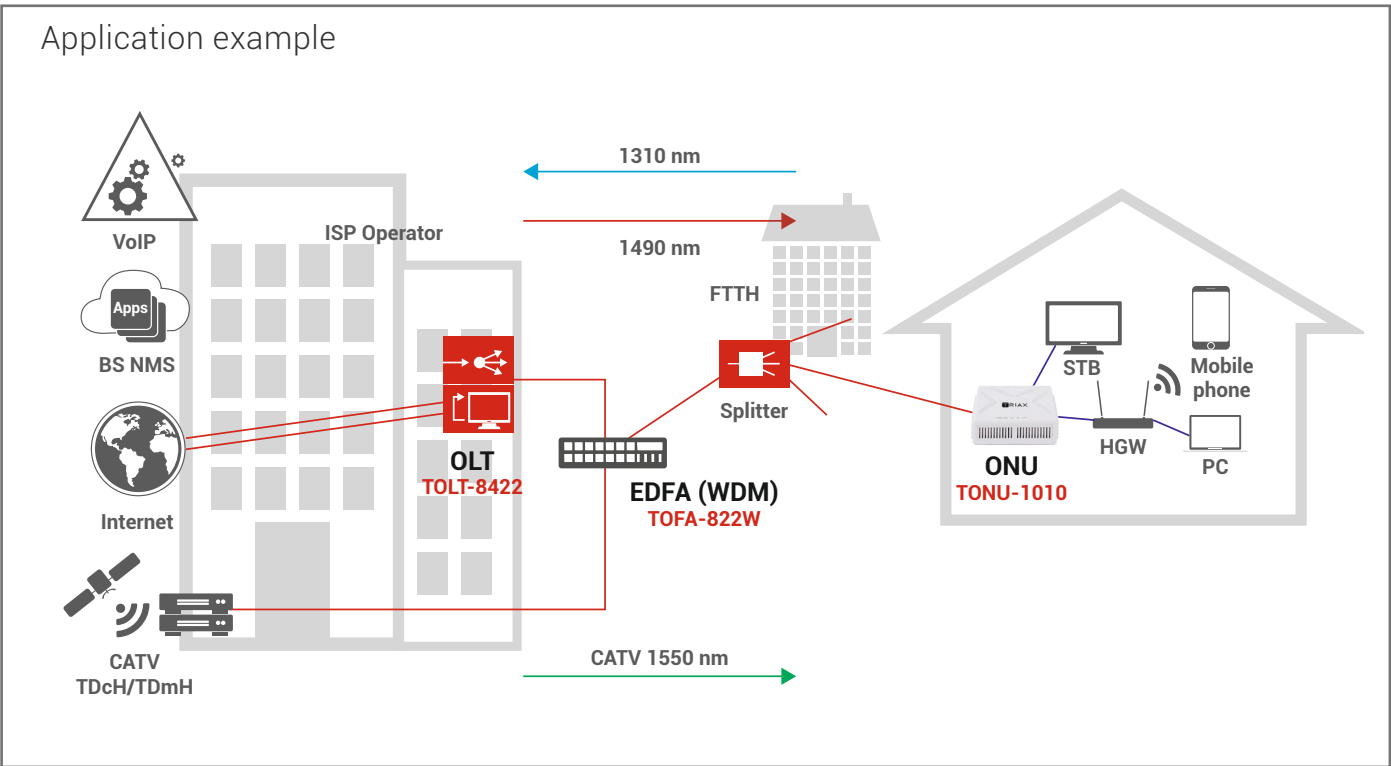 Application example
VoIP
Apps
BS NMS
Internet
CATV
TDcH/TDmH
ISP Operator
OLT
TOLT-8422
1310 nm
1490 nm
FTTH
Splitter
EDFA (WDM)
TOFA-822W
CATV 1550 nm
TRIAX
ONU
TONU-1010
STB
HGW
Mobile
phone
PC